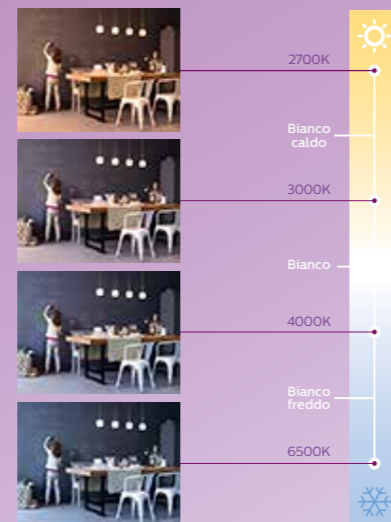 2700K
Bianco
caldo
3000K
Bianco
4000K
Bianco
freddo
6500K